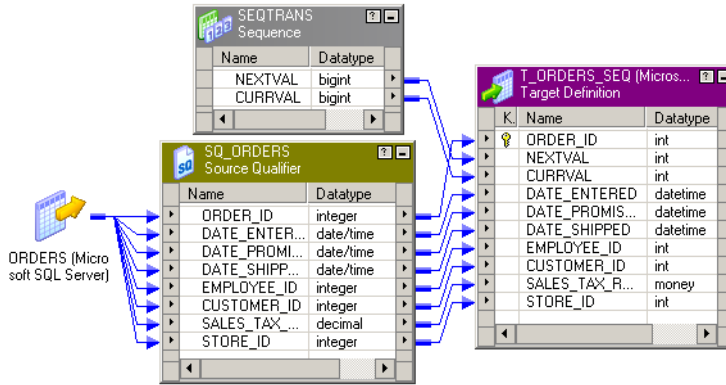 SEQTRANS
Sequence
Name Datatype
NEXTVAL bigint
CURRVAL bigint
T_ORDERS_SEQ (Micros...
Target Definition
K. Name Datatype
ORDER_ID int
NEXTVAL int
CURRVAL int
DATE_ENTERED datetime
DATE_PROMIS... datetime
DATE_SHIPPED datetime
EMPLOYEE_ID int
CUSTOMER_ID int
SALES_TAX_R... money
STORE_ID int
SQ_ORDERS
Source Qualifier
Name Datatype
ORDER_ID integer
DATE_ENTER... date/time
DATE_PROMI... date/time
DATE_SHIPP... date/time
EMPLOYEE_ID integer
CUSTOMER_ID integer
SALES_TAX_... decimal
STORE_ID integer
ORDERS (Micro
soft SQL Server)